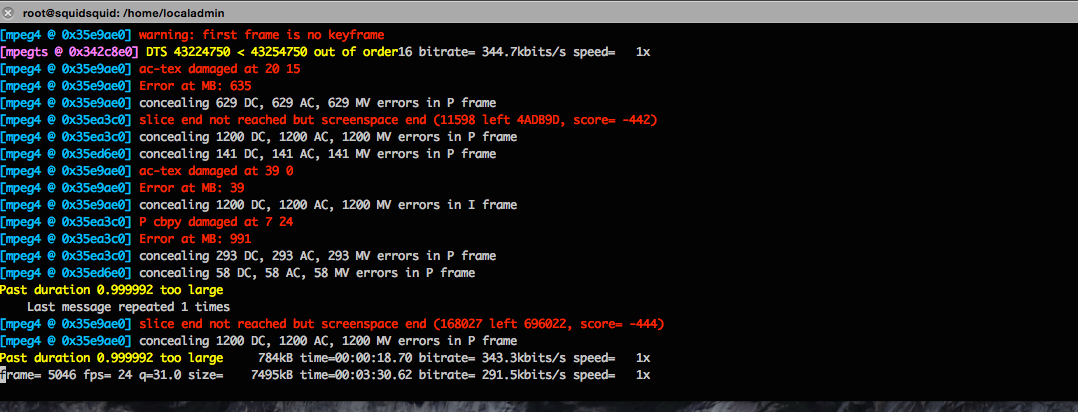 root@squidsquid: /home/localadmin
[mpeg4 @ 0x35e9ae0] warning: first frame is no keyframe
[mpegts @ 0x342c8e0] DTS 43224750 < 43254750 out of order16 bitrate= 344.7kbits/s speed=   1x
[mpeg4 @ 0x35e9ae0] ac-tex damaged at 20 15
[mpeg4 @ 0x35e9ae0] Error at MB: 635
[mpeg4 @ 0x35e9ae0] concealing 629 DC, 629 AC, 629 MV errors in P frame
[mpeg4 @ 0x35ea3c0] slice end not reached but screenspace end (11598 left 4ADB9D, score= -442)
[mpeg4 @ 0x35ea3c0] concealing 1200 DC, 1200 AC, 1200 MV errors in P frame
[mpeg4 @ 0x35ed6e0] concealing 141 DC, 141 AC, 141 MV errors in P frame
[mpeg4 @ 0x35e9ae0] ac-tex damaged at 39 0
[mpeg4 @ 0x35e9ae0] Error at MB: 39
[mpeg4 @ 0x35e9ae0] concealing 1200 DC, 1200 AC, 1200 MV errors in I frame
[mpeg4 @ 0x35ea3c0] P cbpy damaged at 7 24
[mpeg4 @ 0x35ea3c0] Error at MB: 991
[mpeg4 @ 0x35ea3c0] concealing 293 DC, 293 AC, 293 MV errors in P frame
[mpeg4 @ 0x35ed6e0] concealing 58 DC, 58 AC, 58 MV errors in P frame
Past duration 0.999992 too large
    Last message repeated 1 times
[mpeg4 @ 0x35e9ae0] slice end not reached but screenspace end (168027 left 696022, score= -444)
[mpeg4 @ 0x35e9ae0] concealing 1200 DC, 1200 AC, 1200 MV errors in P frame
Past duration 0.999992 too large     784kB time=00:00:18.70 bitrate= 343.3kbits/s speed=   1x
frame= 5046 fps= 24 q=31.0 size=    7495kB time=00:03:30.62 bitrate= 291.5kbits/s speed=   1x